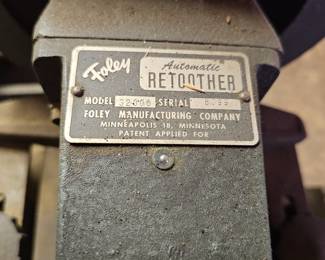 Foley Automatic
RETOOTHER
MODEL SERIAL
FOLEY MANUFACTURING COMPANY
MINNEAPOLIS 18, MINNESOTA
PATENT APPLIED FOR